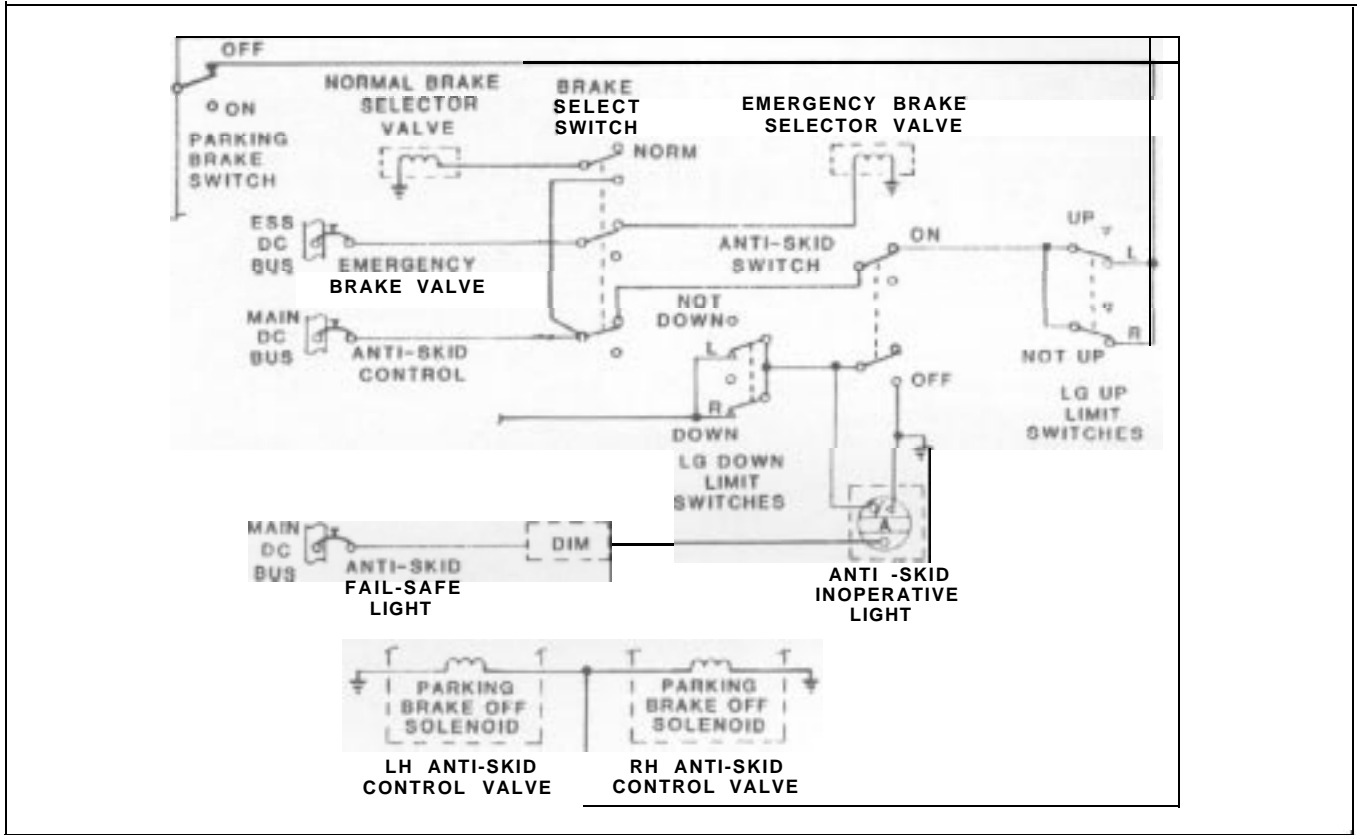 OFF
ON
PARKING
BRAKE
SWITCH
NORMAL BRAKE
SELECTOR
VALVE
BRAKE
SELECT
SWITCH
NORM
EMERGENCY BRAKE
SELECTOR VALVE
ESS
DC
BUS
EMERGENCY
BRAKE VALVE
ANTI-SKID
SWITCH
ON
UP
L
R
NOT UP
LG UP
LIMIT
SWITCHES
MAIN
DC
BUS
ANTI-SKID
CONTROL
NOT
DOWN
L
R
DOWN
LG DOWN
LIMIT
SWITCHES
OFF
MAIN
DC
BUS
ANTI-SKID
FAIL-SAFE
LIGHT
DIM
A
ANTI -SKID
INOPERATIVE
LIGHT
PARKING
BRAKE OFF
SOLENOID
LH ANTI-SKID
CONTROL VALVE
PARKING
BRAKE OFF
SOLENOID
RH ANTI-SKID
CONTROL VALVE